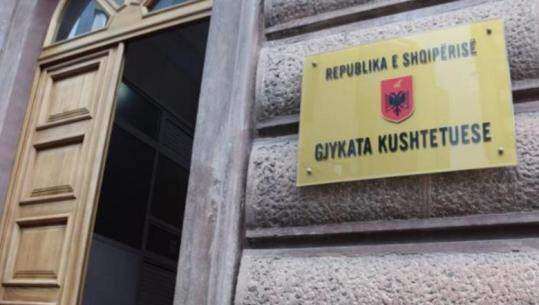 REPUBLIKA E SHQIPËRISË
GJYKATA KUSHTETUESE